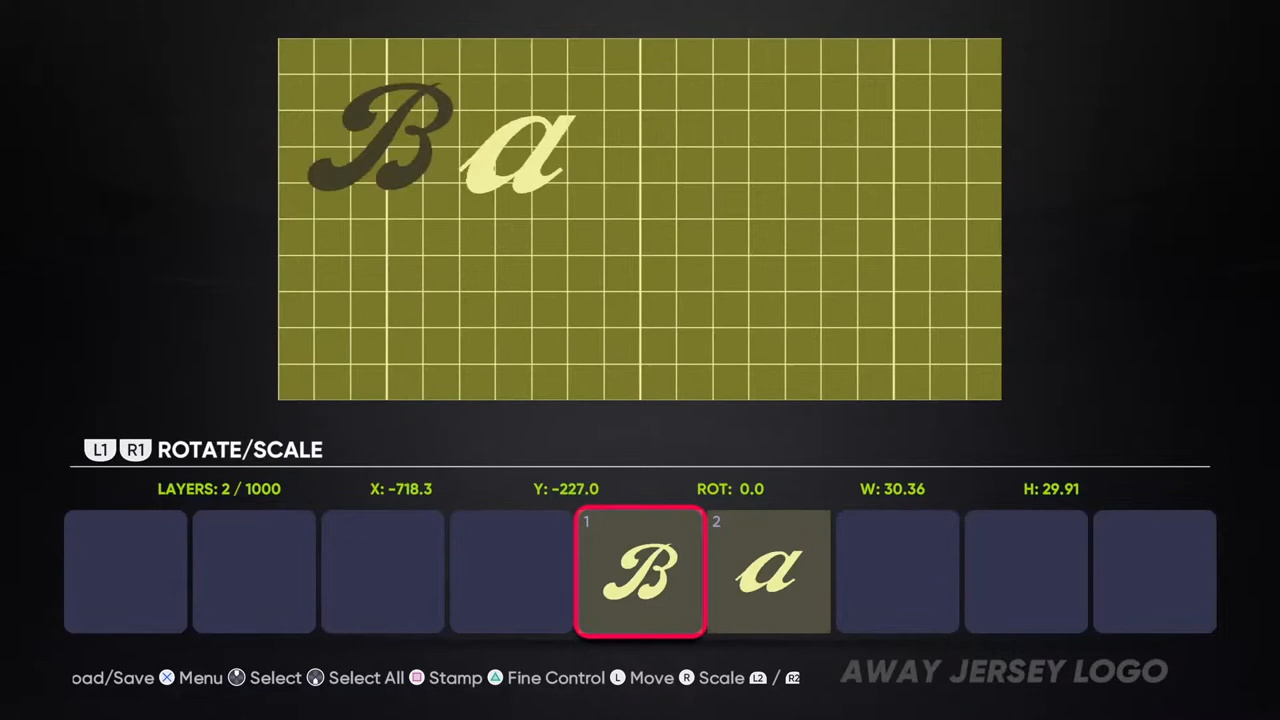 B a
L1 R1 ROTATE/SCALE
LAYERS: 2 / 1000 X: -718.3 Y: -227.0 ROT: 0.0 W: 30.36 H: 29.91
1 B 2 a
oad/Save Menu Select Select All Stamp Fine Control L Move R Scale L2 / R2
AWAY JERSEY LOGO